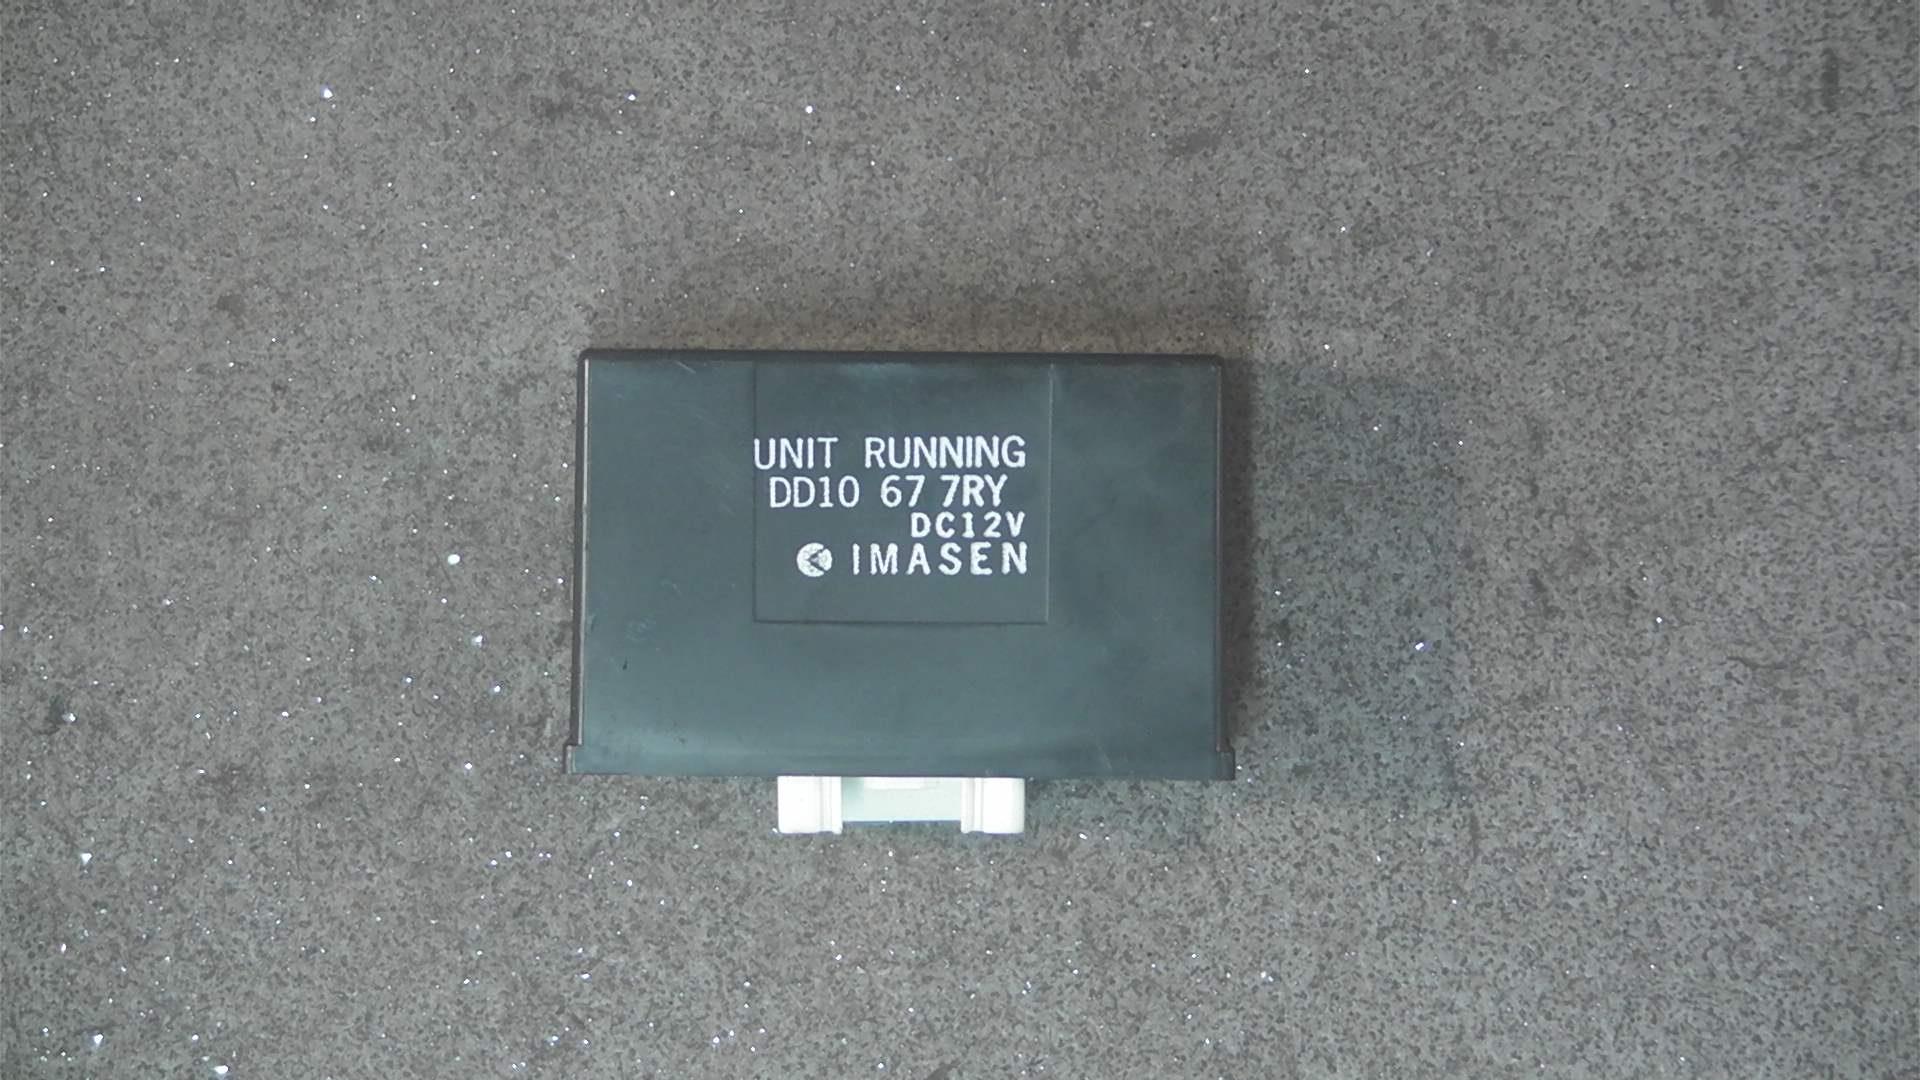 UNIT RUNNING
DD10 67 7RY
DC12V
IMASEN